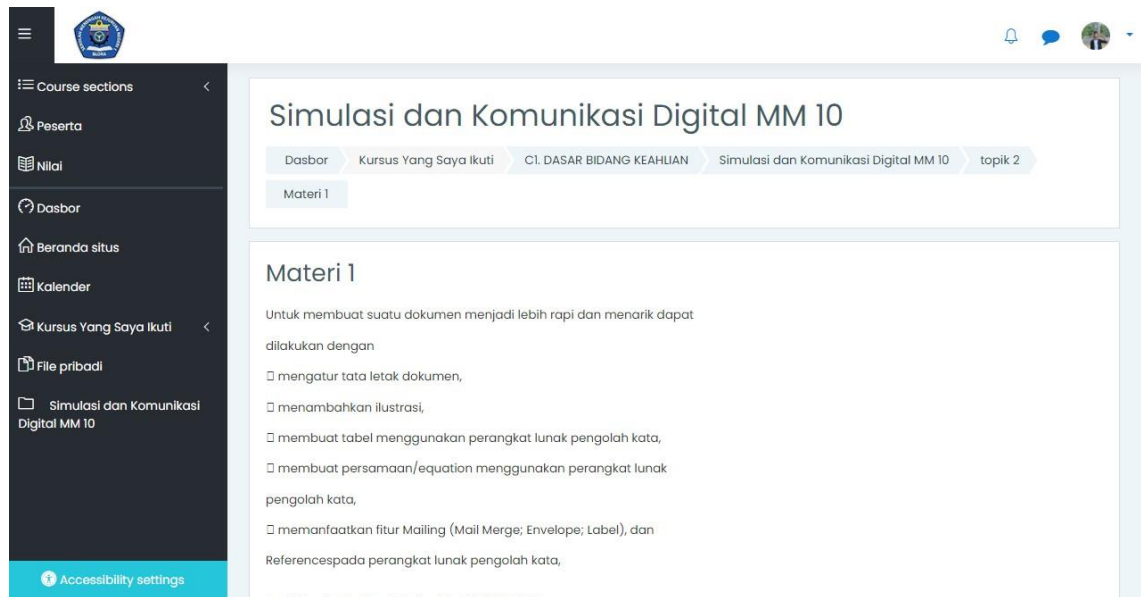 BLORA
Course sections
Peserta
Nilai
Dasbor
Beranda situs
Kalender
Kursus Yang Saya Ikuti
File pribadi
Simulasi dan Komunikasi
Digital MM 10
Accessibility settings
Simulasi dan Komunikasi Digital MM 10
Dasbor Kursus Yang Saya Ikuti C1. DASAR BIDANG KEAHLIAN Simulasi dan Komunikasi Digital MM 10 topik 2
Materi 1
Materi 1
Untuk membuat suatu dokumen menjadi lebih rapi dan menarik dapat
dilakukan dengan
▯ mengatur tata letak dokumen,
▯ menambahkan ilustrasi,
▯ membuat tabel menggunakan perangkat lunak pengolah kata,
▯ membuat persamaan/equation menggunakan perangkat lunak
pengolah kata,
▯ memanfaatkan fitur Mailing (Mail Merge; Envelope; Label), dan
Referencespada perangkat lunak pengolah kata,